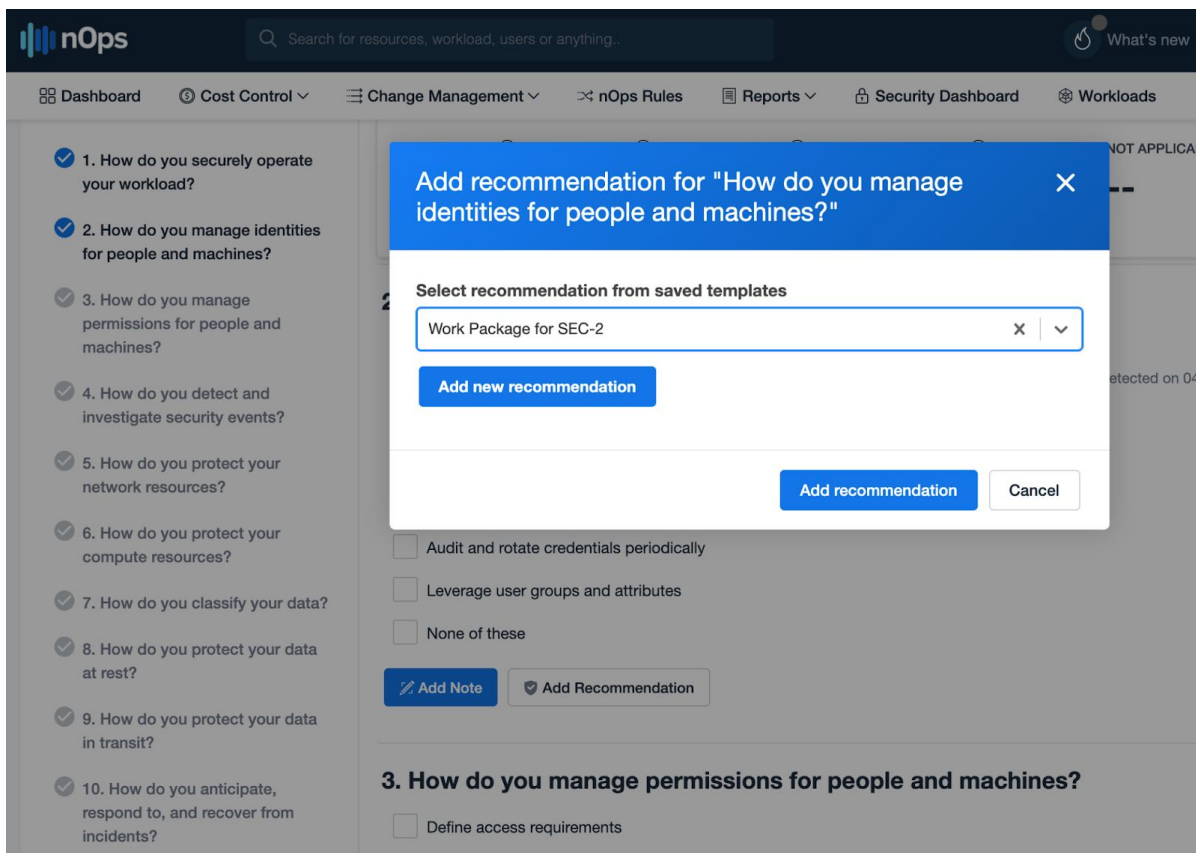 nOps
Search for resources, workload, users or anything..
What's new
Dashboard
Cost Control
Change Management
nOps Rules
Reports
Security Dashboard
Workloads
1. How do you securely operate
your workload?
2. How do you manage identities
for people and machines?
3. How do you manage
permissions for people and
machines?
4. How do you detect and
investigate security events?
5. How do you protect your
network resources?
6. How do you protect your
compute resources?
7. How do you classify your data?
8. How do you protect your data
at rest?
9. How do you protect your data
in transit?
10. How do you anticipate,
respond to, and recover from
incidents?
NOT APPLICA
--
Add recommendation for "How do you manage
identities for people and machines?"
Select recommendation from saved templates
Work Package for SEC-2
Add new recommendation
etected on 04
Add recommendation
Cancel
Audit and rotate credentials periodically
Leverage user groups and attributes
None of these
Add Note
Add Recommendation
3. How do you manage permissions for people and machines?
Define access requirements